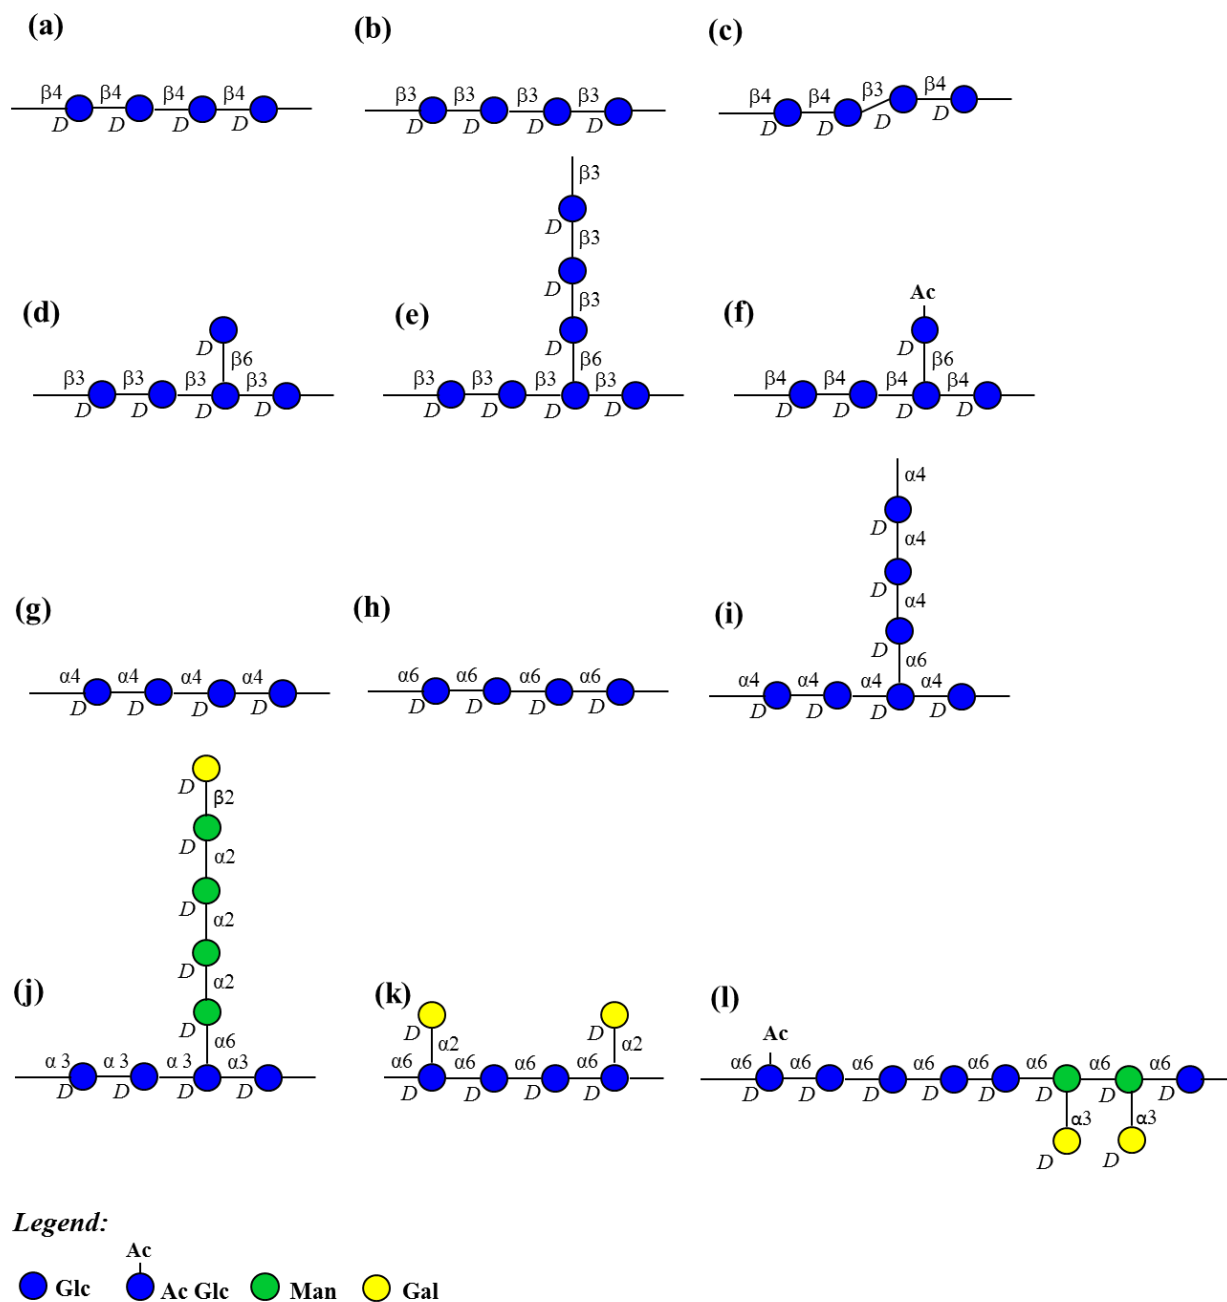 (a) (b) (c)
β4 β4 β4 β4
D D D D
β3 β3 β3 β3
D D D D
β4 β4 β3 β4
D D D D
(d)
D
β6
β3 β3 β3 β3
D D D D
(e)
β3
D
β3
D
β3
D
β6
β3 β3 β3 β3
D D D D
(f)
Ac
D
β6
β4 β4 β4 β4
D D D D
(g)
α4 α4 α4 α4
D D D D
(h)
α6 α6 α6 α6
D D D D
(i)
α4
D
α4
D
α4
D
α6
α4 α4 α4 α4
D D D D
(j)
D
β2
D
α2
D
α2
D
α2
D
α6
α 3 α 3 α 3 α3
D D D D
(k)
D D
α2 α2
α6 α6 α6 α6
D D D D
(l)
Ac
α6 α6 α6 α6 α6 α6 α6 α6
D D D D D D D D
α3 α3
D D
Legend:
Ac
Glc Ac Glc Man Gal